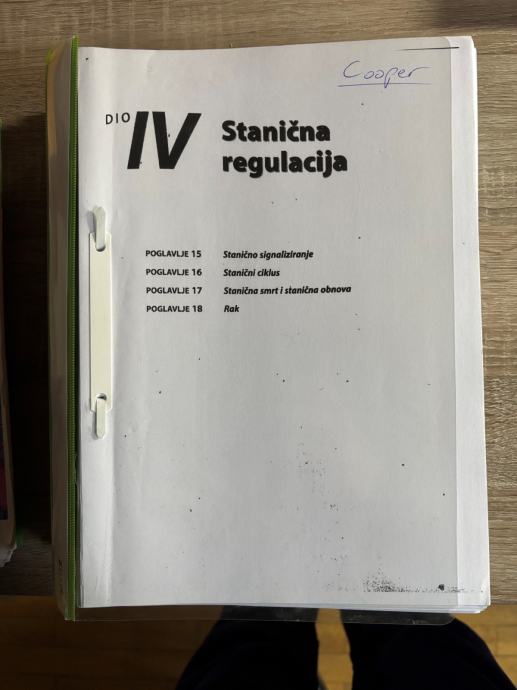 Cooper
DIO IV
Stanična
regulacija
POGLAVLJE 15 Stanično signaliziranje
POGLAVLJE 16 Stanični ciklus
POGLAVLJE 17 Stanična smrt i stanična obnova
POGLAVLJE 18 Rak